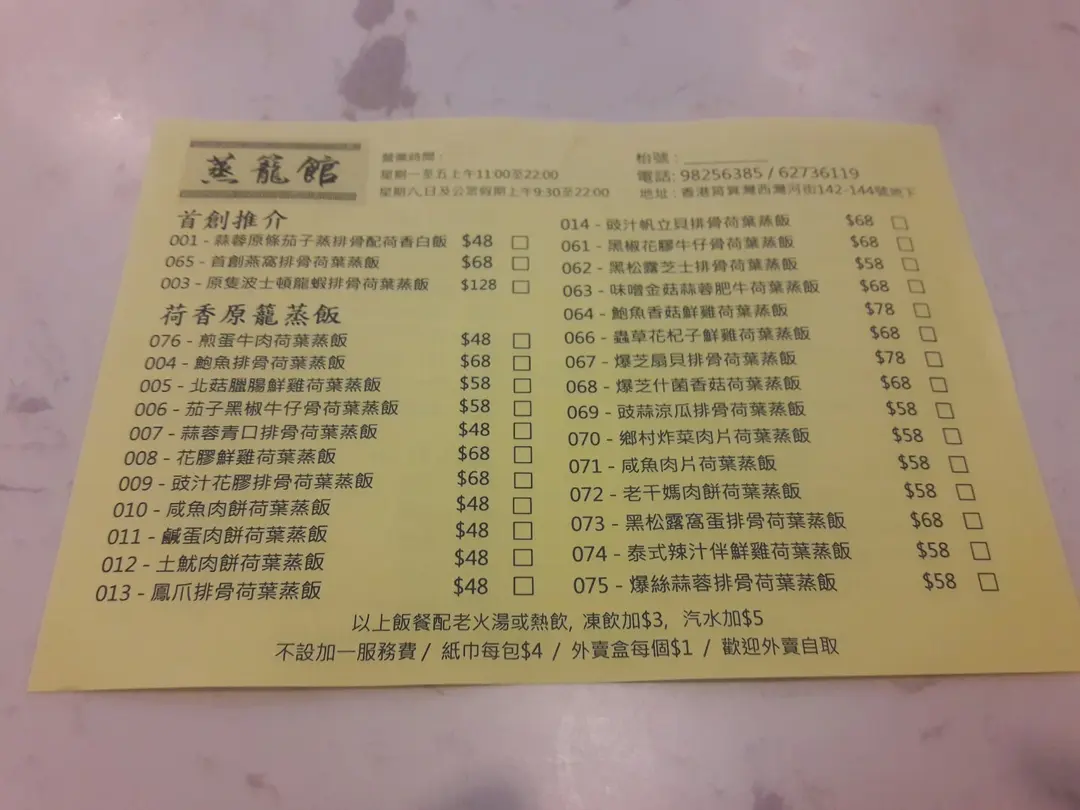 蒸籠館
營業時間：
星期一至五上午11:00至22:00
星期六,日及公眾假期上午9:30至22:00
枱號：
電話: 98256385 / 62736119
地址：香港筲箕灣西灣河街142-144號地下
首創推介
001 - 蒜蓉原條茄子蒸排骨配荷香白飯 $48
065 - 首創燕窩排骨荷葉蒸飯 $68
003 - 原隻波士頓龍蝦排骨荷葉蒸飯 $128
荷香原籠蒸飯
076 - 煎蛋牛肉荷葉蒸飯 $48
004 - 鮑魚排骨荷葉蒸飯 $68
005 - 北菇臘腸鮮雞荷葉蒸飯 $58
006 - 茄子黑椒牛仔骨荷葉蒸飯 $58
007 - 蒜蓉青口排骨荷葉蒸飯 $48
008 - 花膠鮮雞荷葉蒸飯 $68
009 - 豉汁花膠排骨荷葉蒸飯 $68
010 - 咸魚肉餅荷葉蒸飯 $48
011 - 鹹蛋肉餅荷葉蒸飯 $48
012 - 土魷肉餅荷葉蒸飯 $48
013 - 鳳爪排骨荷葉蒸飯 $48
014 - 豉汁帆立貝排骨荷葉蒸飯 $68
061 - 黑椒花膠牛仔骨荷葉蒸飯 $68
062 - 黑松露芝士排骨荷葉蒸飯 $58
063 - 味噌金菇蒜蓉肥牛荷葉蒸飯 $68
064 - 鮑魚香菇鮮雞荷葉蒸飯 $78
066 - 蟲草花杞子鮮雞荷葉蒸飯 $68
067 - 爆芝扇貝排骨荷葉蒸飯 $78
068 - 爆芝什菌香菇荷葉蒸飯 $68
069 - 豉蒜涼瓜排骨荷葉蒸飯 $58
070 - 鄉村炸菜肉片荷葉蒸飯 $58
071 - 咸魚肉片荷葉蒸飯 $58
072 - 老干媽肉餅荷葉蒸飯 $58
073 - 黑松露窩蛋排骨荷葉蒸飯 $68
074 - 泰式辣汁伴鮮雞荷葉蒸飯 $58
075 - 爆絲蒜蓉排骨荷葉蒸飯 $58
以上飯餐配老火湯或熱飲, 凍飲加$3, 汽水加$5
不設加一服務費 / 紙巾每包$4 / 外賣盒每個$1 / 歡迎外賣自取